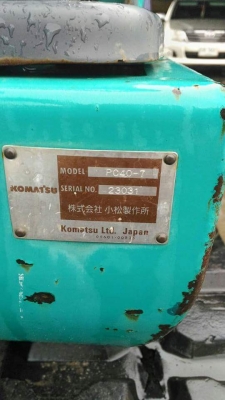 MODEL PC40-7
KOMATSU SERIAL NO. 23031
株式会社 小松製作所
Komatsu Ltd. Japan